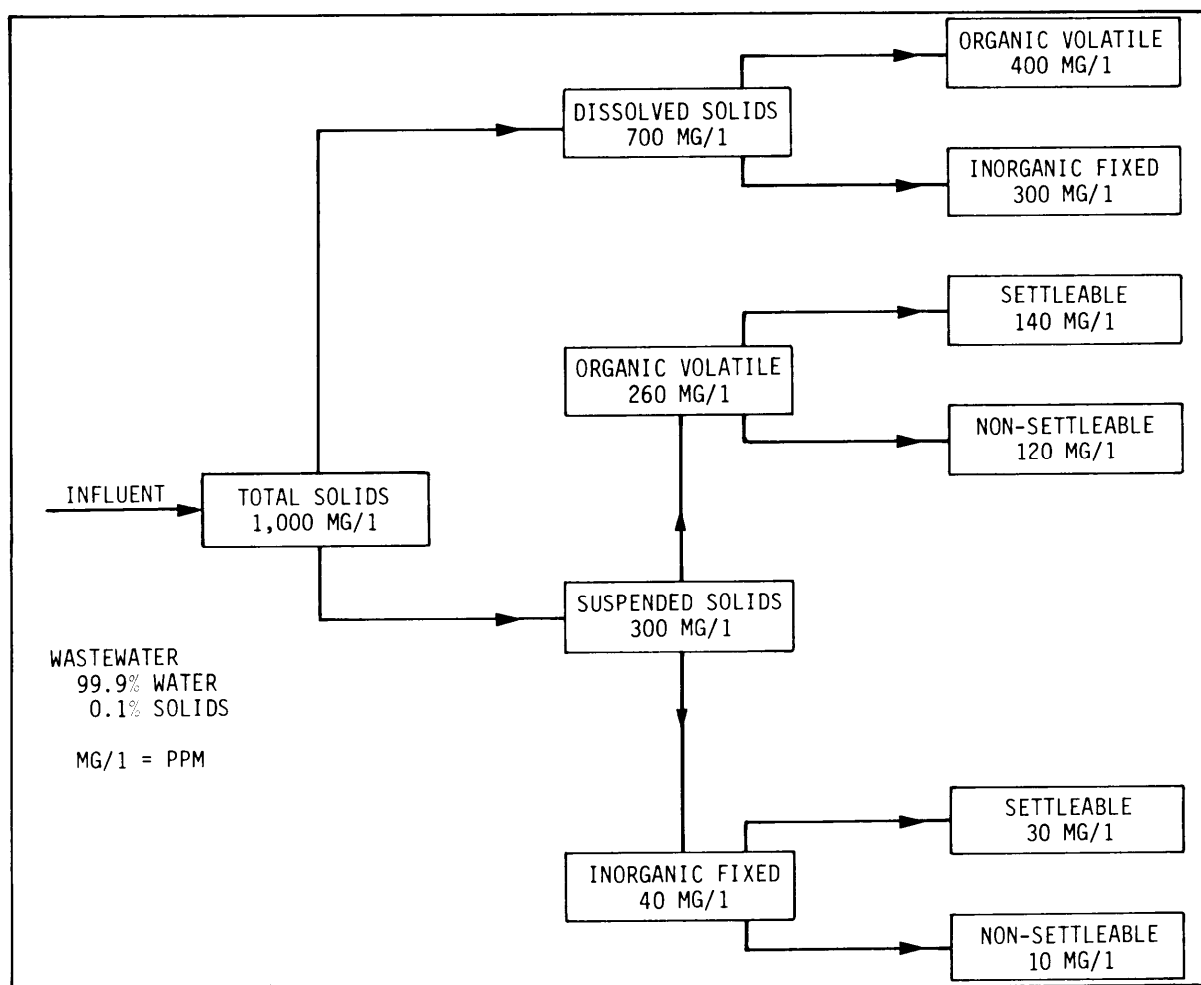 ORGANIC VOLATILE
400 MG/1
DISSOLVED SOLIDS
700 MG/1
INORGANIC FIXED
300 MG/1
SETTLEABLE
140 MG/1
ORGANIC VOLATILE
260 MG/1
NON-SETTLEABLE
120 MG/1
INFLUENT
TOTAL SOLIDS
1,000 MG/1
SUSPENDED SOLIDS
300 MG/1
WASTEWATER
99.9% WATER
0.1% SOLIDS
MG/1 = PPM
SETTLEABLE
30 MG/1
INORGANIC FIXED
40 MG/1
NON-SETTLEABLE
10 MG/1